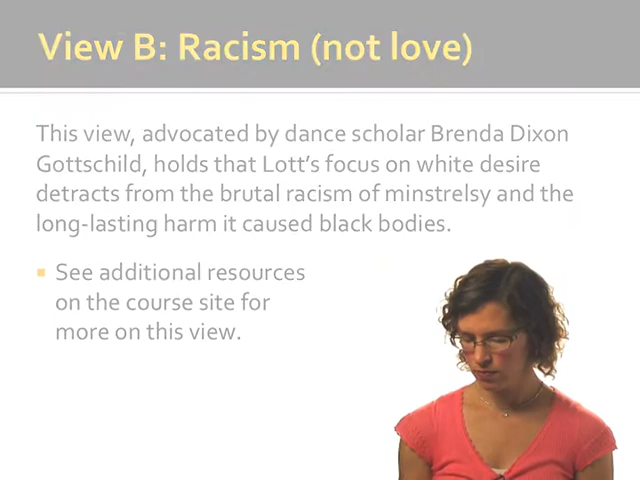 View B: Racism (not love)
This view, advocated by dance scholar Brenda Dixon
Gottschild, holds that Lott's focus on white desire
detracts from the brutal racism of minstrelsy and the
long-lasting harm it caused black bodies.
See additional resources
on the course site for
more on this view.